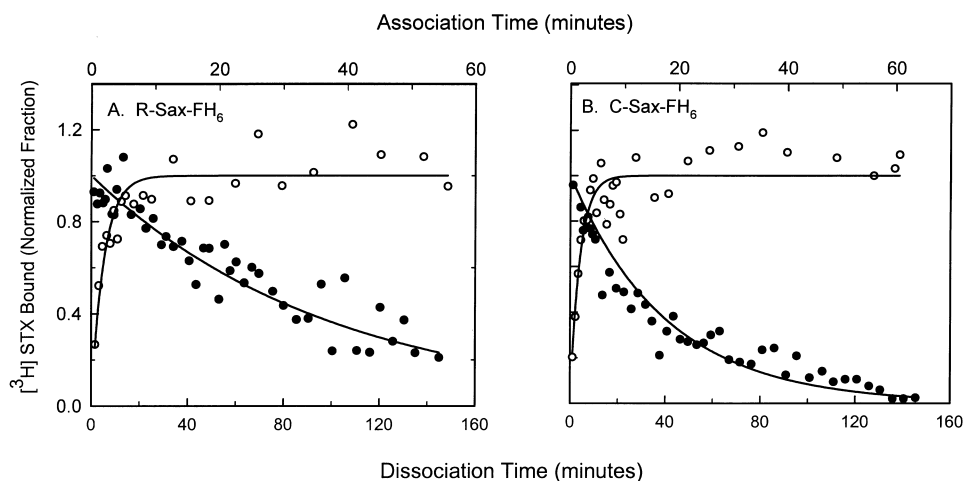 Association Time (minutes)
0 20 40 60 0 20 40 60
A. R-Sax-FH₆ B. C-Sax-FH₆
[³H] STX Bound (Normalized Fraction)
1.2
0.8
0.4
0.0
0 40 80 120 160 0 40 80 120 160
Dissociation Time (minutes)